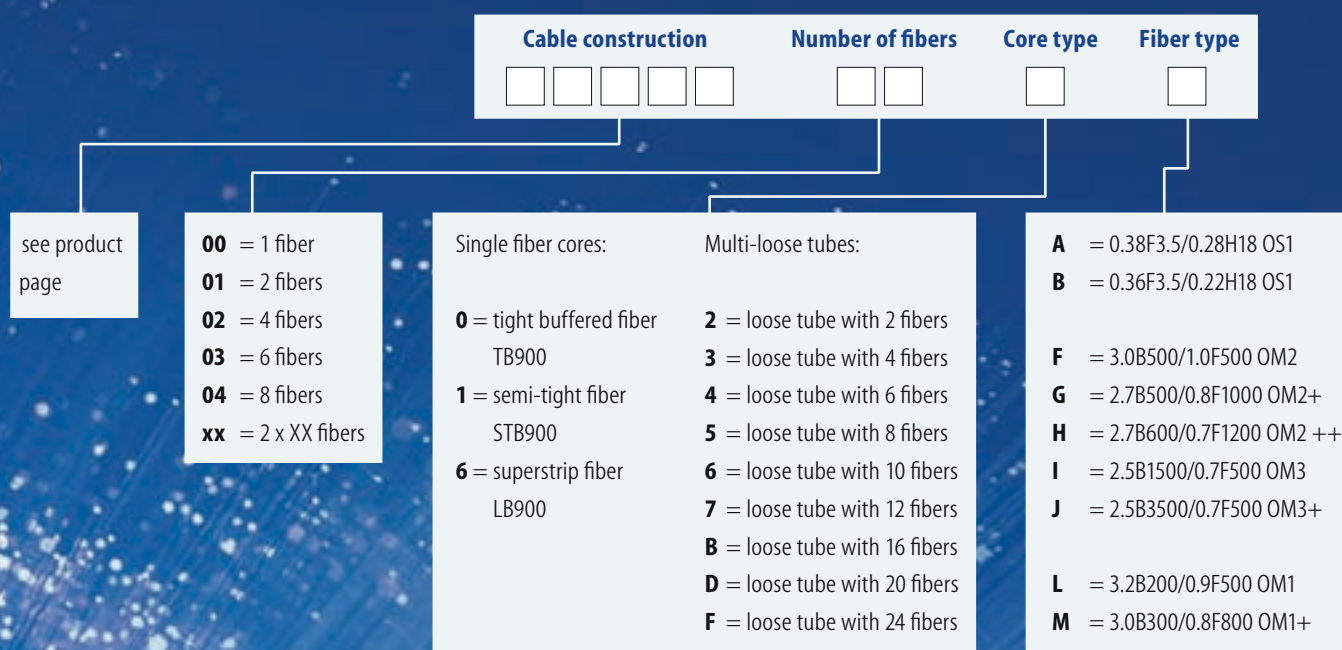 Cable construction Number of fibers Core type Fiber type
see product
page
00 = 1 fiber
01 = 2 fibers
02 = 4 fibers
03 = 6 fibers
04 = 8 fibers
xx = 2 x XX fibers
Single fiber cores:
0 = tight buffered fiber
TB900
1 = semi-tight fiber
STB900
6 = superstrip fiber
LB900
Multi-loose tubes:
2 = loose tube with 2 fibers
3 = loose tube with 4 fibers
4 = loose tube with 6 fibers
5 = loose tube with 8 fibers
6 = loose tube with 10 fibers
7 = loose tube with 12 fibers
B = loose tube with 16 fibers
D = loose tube with 20 fibers
F = loose tube with 24 fibers
A = 0.38F3.5/0.28H18 OS1
B = 0.36F3.5/0.22H18 OS1
F = 3.0B500/1.0F500 OM2
G = 2.7B500/0.8F1000 OM2+
H = 2.7B600/0.7F1200 OM2 ++
I = 2.5B1500/0.7F500 OM3
J = 2.5B3500/0.7F500 OM3+
L = 3.2B200/0.9F500 OM1
M = 3.0B300/0.8F800 OM1+